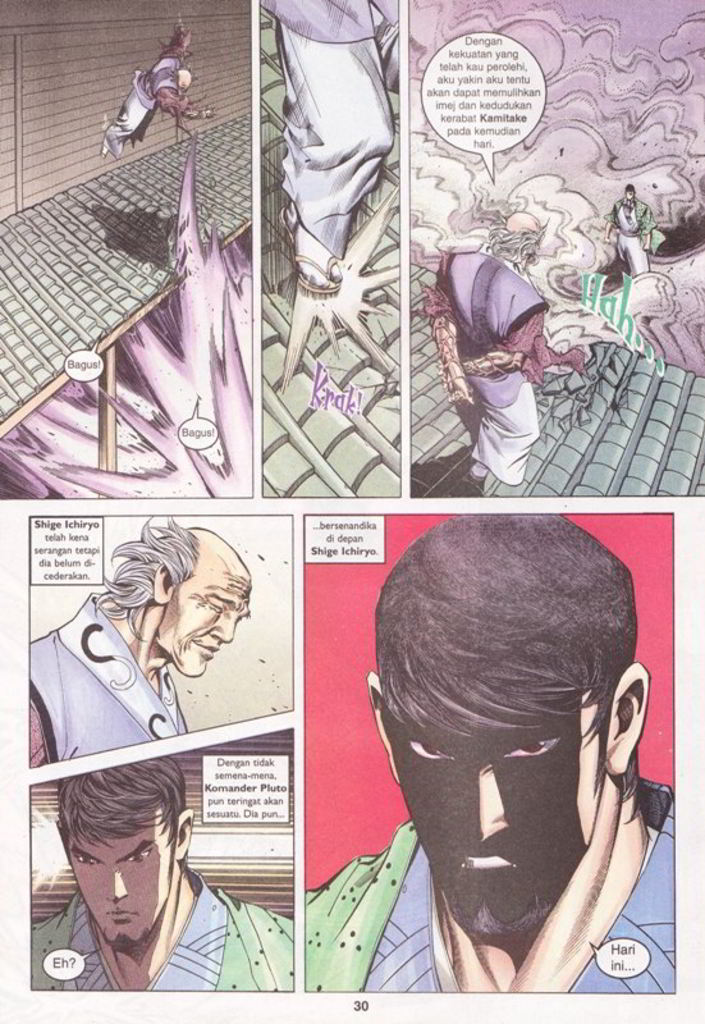 Bagus!
Bagus!
Krak!
Dengan
kekuatan yang
telah kau perolehi,
aku yakin aku tentu
akan dapat memulihkan
imej dan kedudukan
kerabat Kamitake
pada kemudian
hari.
Hah...
Shige Ichiryo
telah kena
serangan tetapi
dia belum di-
cederakan.
Dengan tidak
semena-mena,
Komander Pluto
pun teringat akan
sesuatu. Dia pun...
Eh?
...bersenandika
di depan
Shige Ichiryo.
Hari
ini...
30